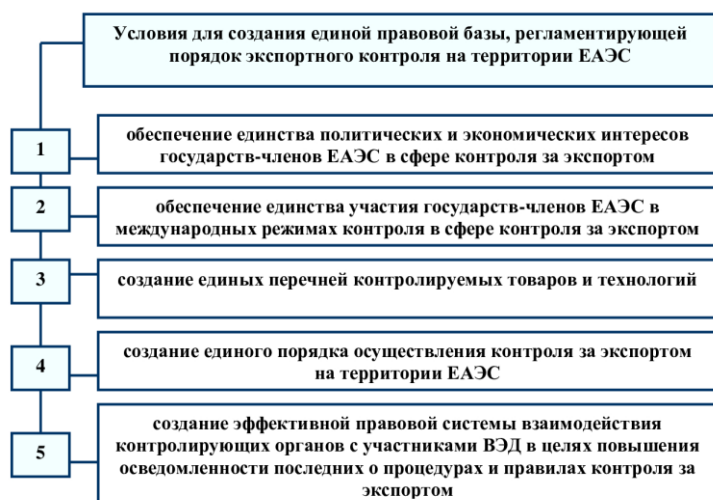 Условия для создания единой правовой базы, регламентирующей
порядок экспортного контроля на территории ЕАЭС
1
обеспечение единства политических и экономических интересов
государств-членов ЕАЭС в сфере контроля за экспортом
2
обеспечение единства участия государств-членов ЕАЭС в
международных режимах контроля в сфере контроля за экспортом
3
создание единых перечней контролируемых товаров и технологий
4
создание единого порядка осуществления контроля за экспортом
на территории ЕАЭС
5
создание эффективной правовой системы взаимодействия
контролирующих органов с участниками ВЭД в целях повышения
осведомленности последних о процедурах и правилах контроля за
экспортом